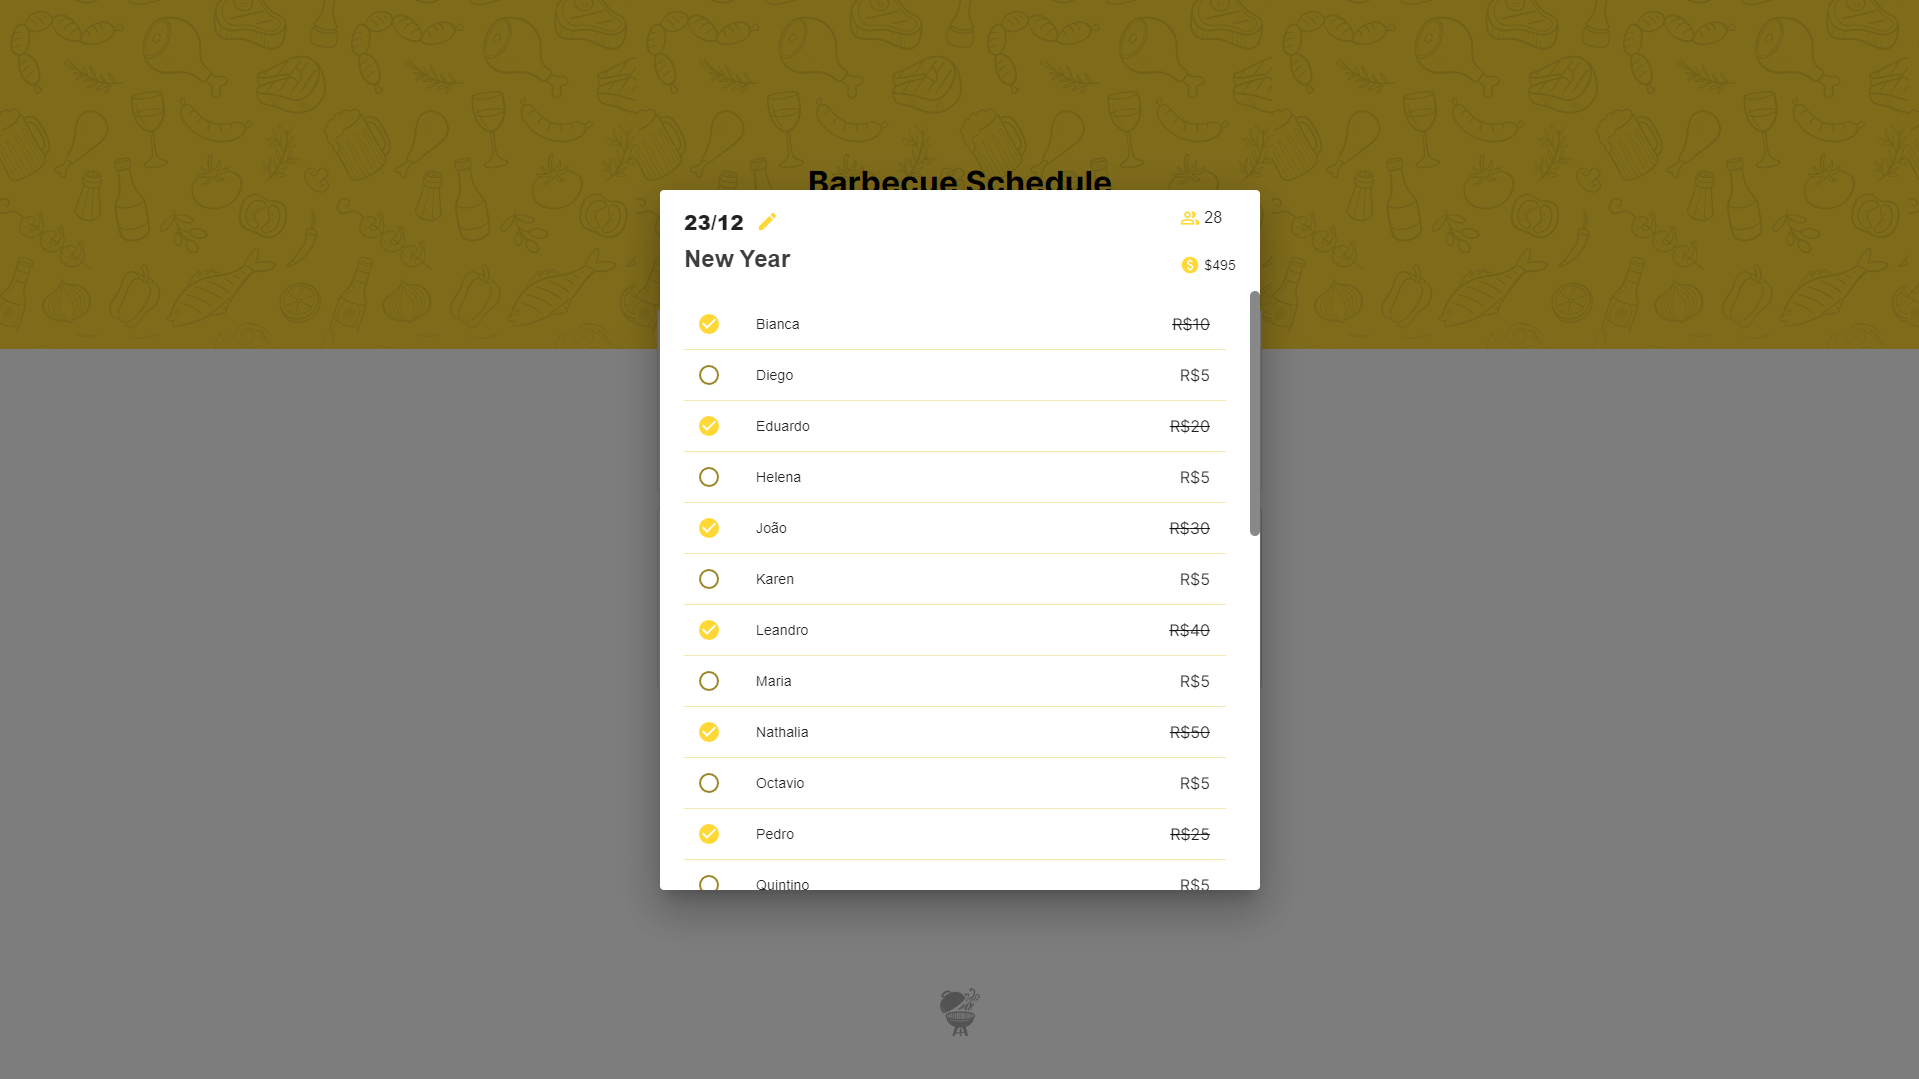 Barbecue Schedule
23/12
28
New Year
$495
Bianca R$10
Diego R$5
Eduardo R$20
Helena R$5
João R$30
Karen R$5
Leandro R$40
Maria R$5
Nathalia R$50
Octavio R$5
Pedro R$25
Quintino R$5